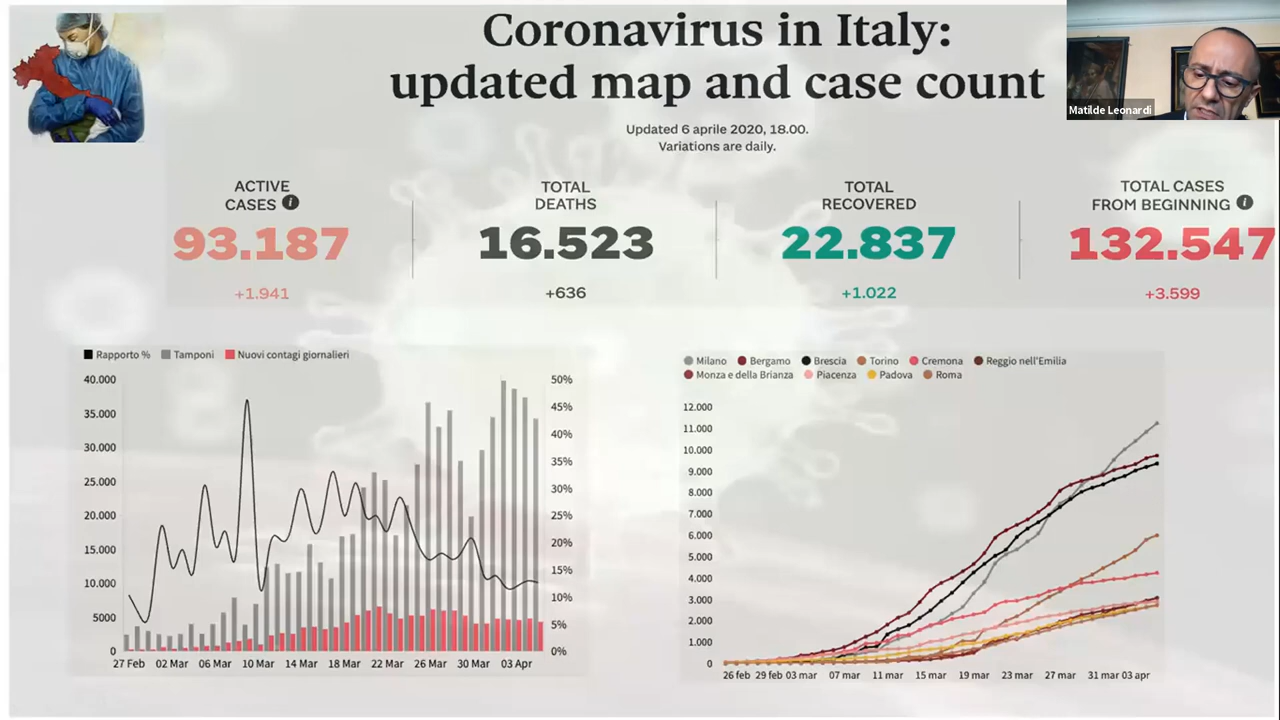 Coronavirus in Italy:
updated map and case count
Matilde Leonardi
Updated 6 aprile 2020, 18.00.
Variations are daily.
ACTIVE
CASES i
93.187
+1.941
TOTAL
DEATHS
16.523
+636
TOTAL
RECOVERED
22.837
+1.022
TOTAL CASES
FROM BEGINNING i
132.547
+3.599
Rapporto % Tamponi Nuovi contagi giornalieri
40.000 50%
45%
35.000
40%
30.000
35%
25.000
30%
20.000 25%
20%
15.000
15%
10.000
10%
5000
5%
0 0%
27 Feb 02 Mar 06 Mar 10 Mar 14 Mar 18 Mar 22 Mar 26 Mar 30 Mar 03 Apr
Milano Bergamo Brescia Torino Cremona Reggio nell'Emilia
Monza e della Brianza Piacenza Padova Roma
12.000
11.000
10.000
9.000
8.000
7.000
6.000
5.000
4.000
3.000
2.000
1.000
0
26 feb 29 feb 03 mar 07 mar 11 mar 15 mar 19 mar 23 mar 27 mar 31 mar 03 apr